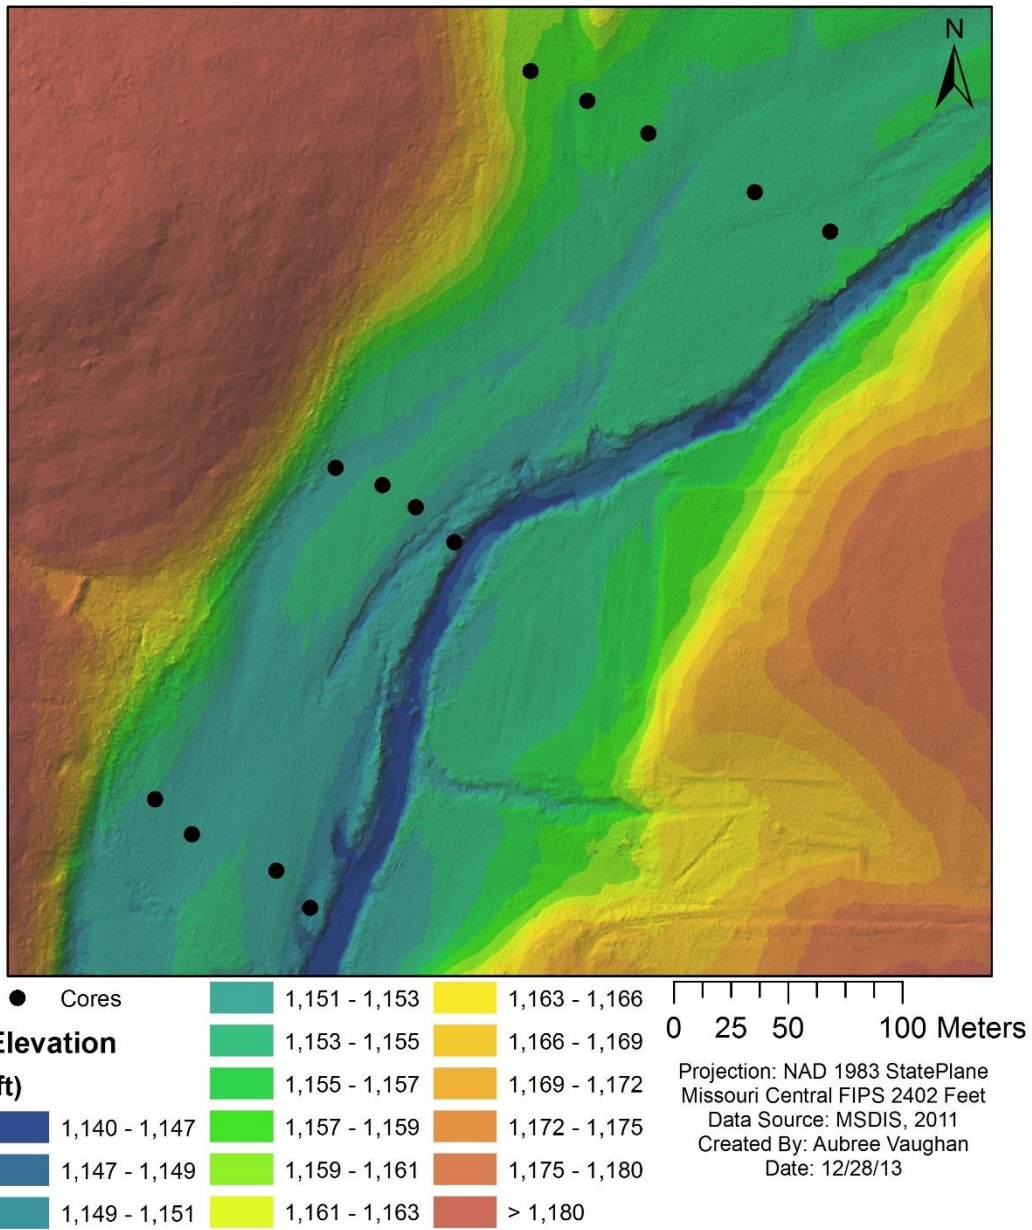 N
Cores
Elevation
ft)
1,140 - 1,147
1,147 - 1,149
1,149 - 1,151
1,151 - 1,153
1,153 - 1,155
1,155 - 1,157
1,157 - 1,159
1,159 - 1,161
1,161 - 1,163
1,163 - 1,166
1,166 - 1,169
1,169 - 1,172
1,172 - 1,175
1,175 - 1,180
> 1,180
0 25 50 100 Meters
Projection: NAD 1983 StatePlane
Missouri Central FIPS 2402 Feet
Data Source: MSDIS, 2011
Created By: Aubree Vaughan
Date: 12/28/13